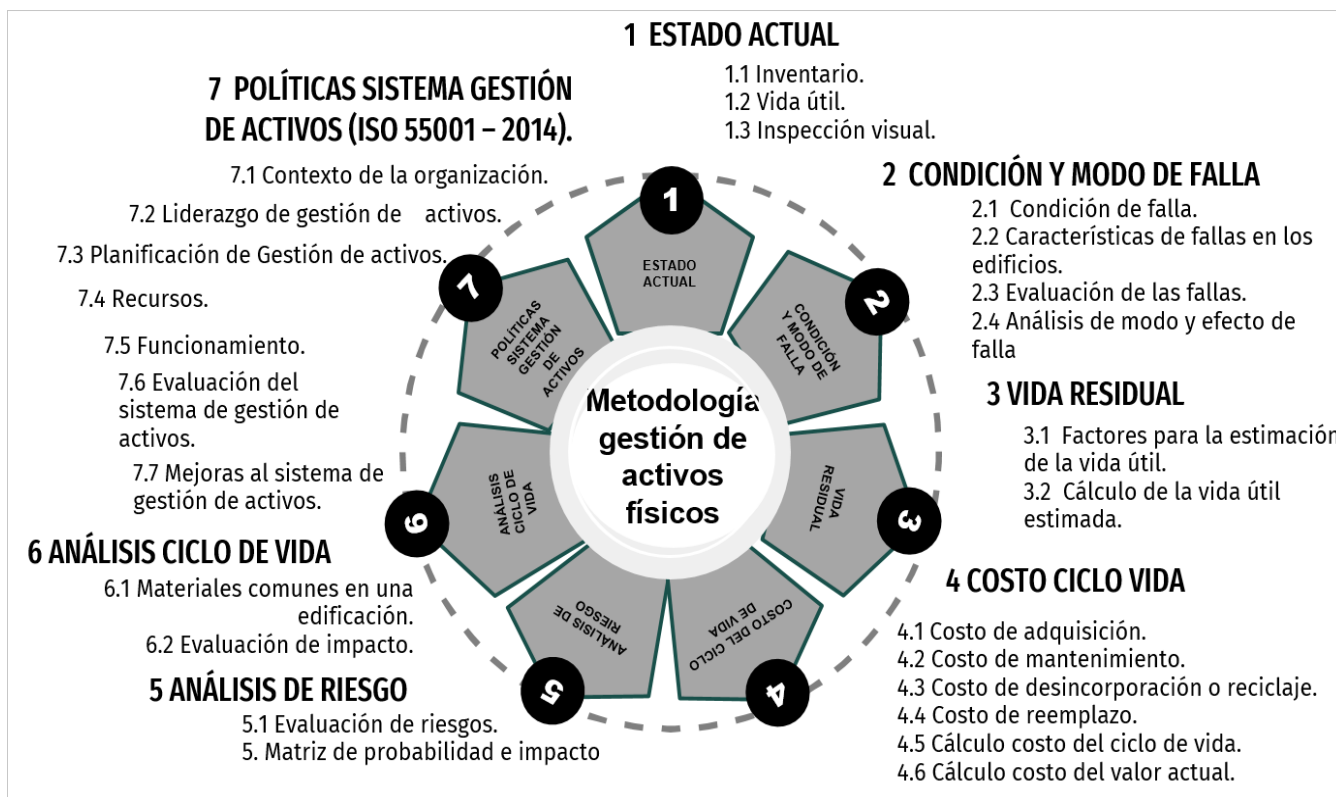 1 ESTADO ACTUAL
1.1 Inventario.
1.2 Vida útil.
1.3 Inspección visual.
2 CONDICIÓN Y MODO DE FALLA
2.1 Condición de falla.
2.2 Características de fallas en los
edificios.
2.3 Evaluación de las fallas.
2.4 Análisis de modo y efecto de
falla
3 VIDA RESIDUAL
3.1 Factores para la estimación
de la vida útil.
3.2 Cálculo de la vida útil
estimada.
4 COSTO CICLO VIDA
4.1 Costo de adquisición.
4.2 Costo de mantenimiento.
4.3 Costo de desincorporación o reciclaje.
4.4 Costo de reemplazo.
4.5 Cálculo costo del ciclo de vida.
4.6 Cálculo costo del valor actual.
5 ANÁLISIS DE RIESGO
5.1 Evaluación de riesgos.
5. Matriz de probabilidad e impacto
6 ANÁLISIS CICLO DE VIDA
6.1 Materiales comunes en una
edificación.
6.2 Evaluación de impacto.
7 POLÍTICAS SISTEMA GESTIÓN
DE ACTIVOS (ISO 55001 – 2014).
7.1 Contexto de la organización.
7.2 Liderazgo de gestión de activos.
7.3 Planificación de Gestión de activos.
7.4 Recursos.
7.5 Funcionamiento.
7.6 Evaluación del
sistema de gestión de
activos.
7.7 Mejoras al sistema de
gestión de activos.
1
ESTADO
ACTUAL
2
CONDICIÓN
Y MODO DE
FALLA
3
VIDA
RESIDUAL
4
COSTO DEL CICLO
DE VIDA
5
ANÁLISIS DE
RIESGO
6
ANÁLISIS
CICLO DE
VIDA
7
POLÍTICAS
SISTEMA
GESTIÓN
DE
ACTIVOS
Metodología
gestión de
activos
físicos